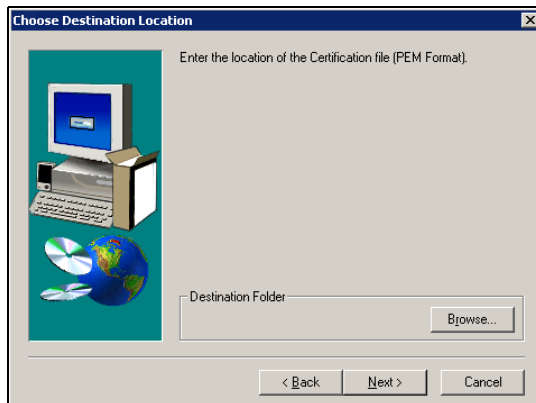 Choose Destination Location
Enter the location of the Certification file (PEM Format).
Destination Folder
Browse...
< Back
Next >
Cancel